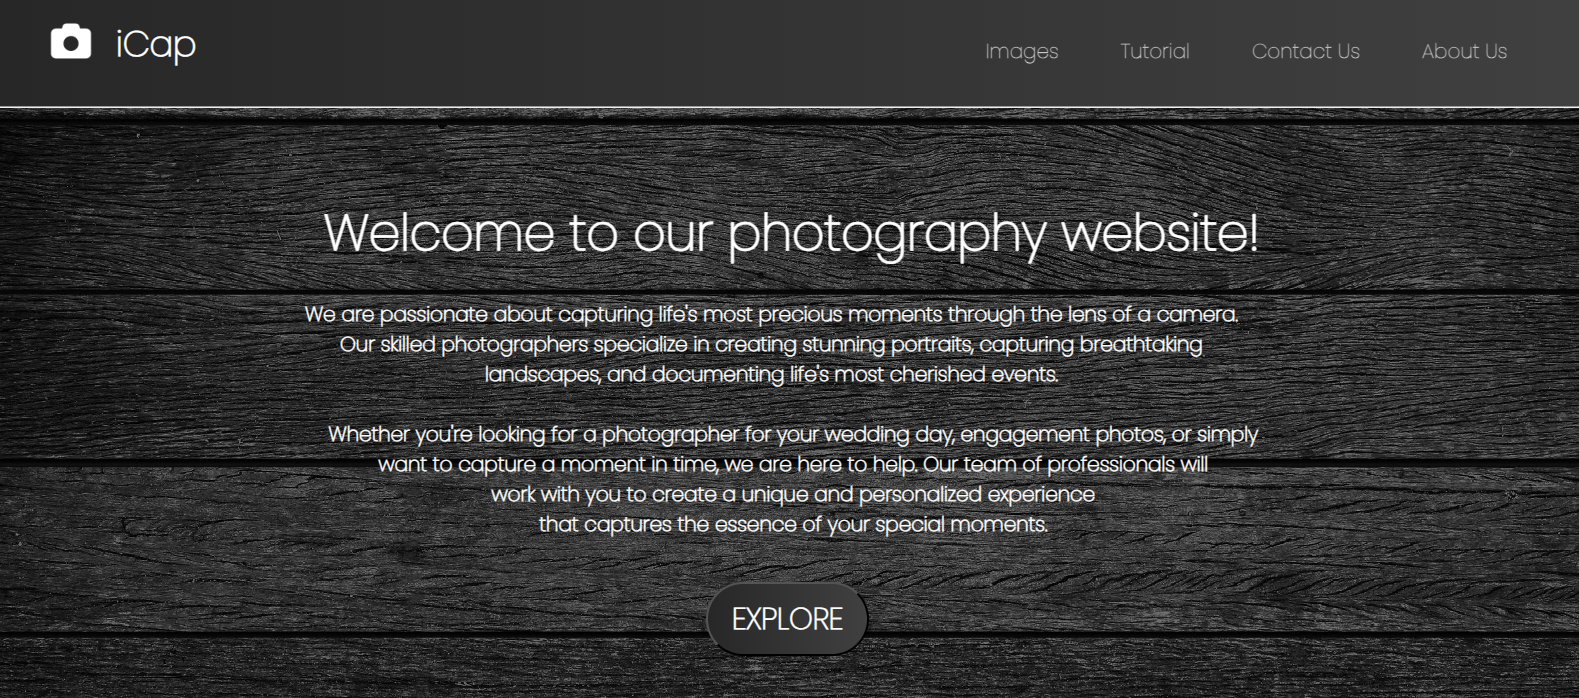 iCap
Images Tutorial Contact Us About Us
Welcome to our photography website!
We are passionate about capturing life's most precious moments through the lens of a camera.
Our skilled photographers specialize in creating stunning portraits, capturing breathtaking
landscapes, and documenting life's most cherished events.
Whether you're looking for a photographer for your wedding day, engagement photos, or simply
want to capture a moment in time, we are here to help. Our team of professionals will
work with you to create a unique and personalized experience
that captures the essence of your special moments.
EXPLORE